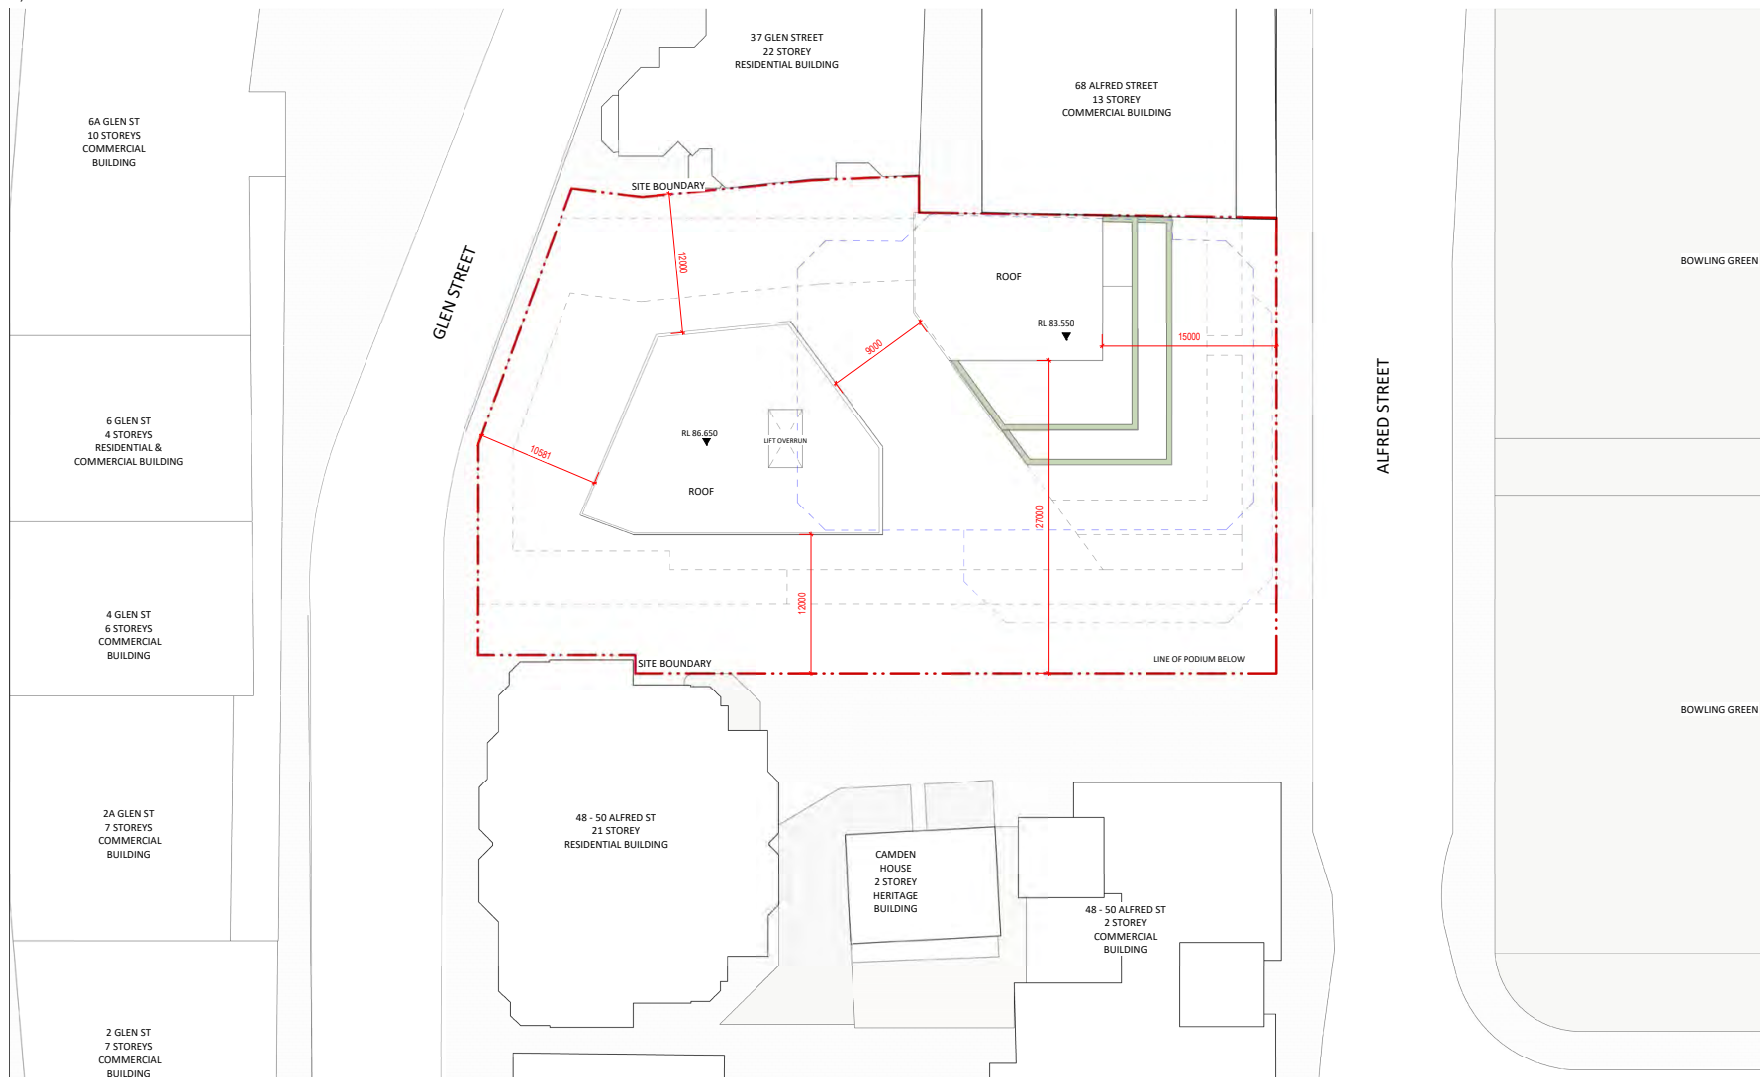 37 GLEN STREET
22 STOREY
RESIDENTIAL BUILDING
68 ALFRED STREET
13 STOREY
COMMERCIAL BUILDING
6A GLEN ST
10 STOREYS
COMMERCIAL
BUILDING
SITE BOUNDARY
GLEN STREET
12000
ROOF
BOWLING GREEN
RL 83.550
15000
9000
ALFRED STREET
6 GLEN ST
4 STOREYS
RESIDENTIAL &
COMMERCIAL BUILDING
10581
RL 86.650
LIFT OVERRUN
ROOF
27000
12000
4 GLEN ST
6 STOREYS
COMMERCIAL
BUILDING
SITE BOUNDARY
LINE OF PODIUM BELOW
BOWLING GREEN
2A GLEN ST
7 STOREYS
COMMERCIAL
BUILDING
48 - 50 ALFRED ST
21 STOREY
RESIDENTIAL BUILDING
CAMDEN
HOUSE
2 STOREY
HERITAGE
BUILDING
48 - 50 ALFRED ST
2 STOREY
COMMERCIAL
BUILDING
2 GLEN ST
7 STOREYS
COMMERCIAL
BUILDING